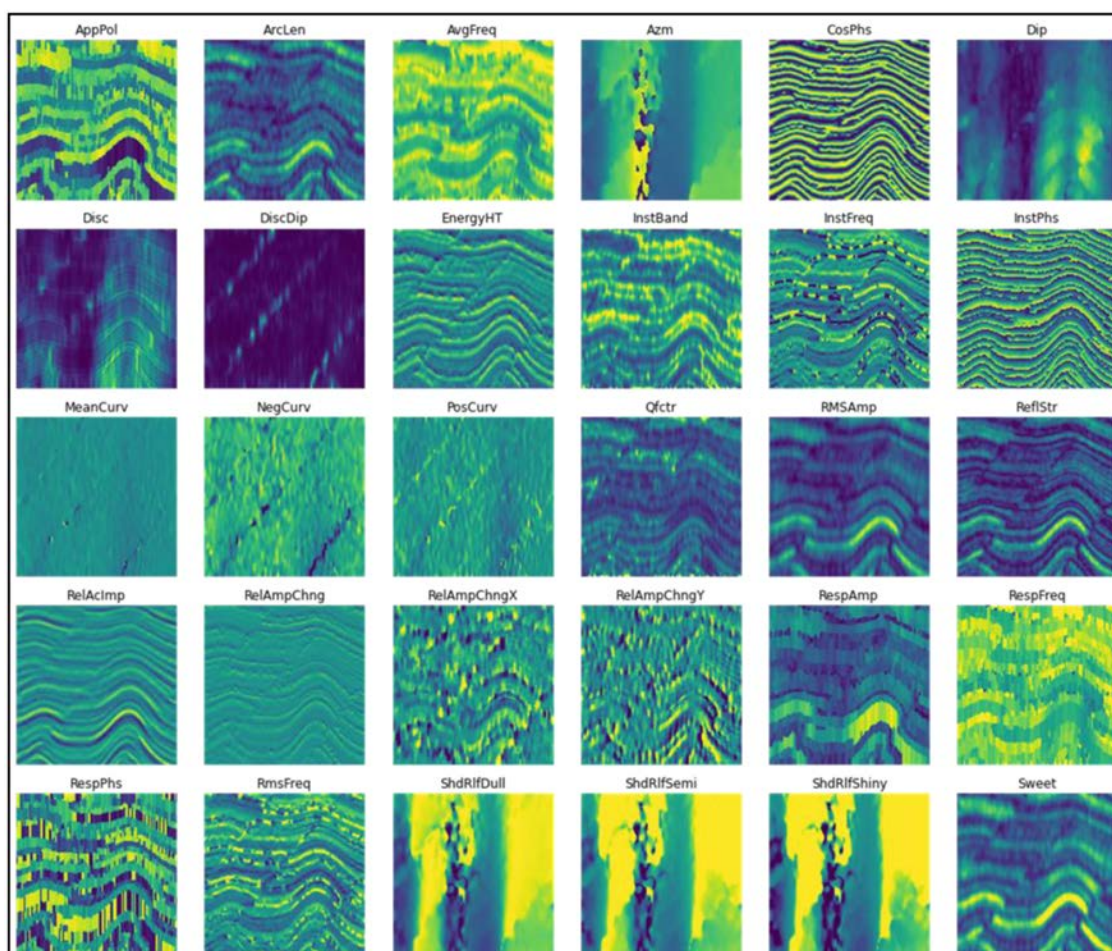 AppPol ArcLen AvgFreq Azm CosPhs Dip
Disc DiscDip EnergyHT InstBand InstFreq InstPhs
MeanCurv NegCurv PosCurv Qfctr RMSAmp ReflStr
RelAcImp RelAmpChng RelAmpChngX RelAmpChngY RespAmp RespFreq
RespPhs RmsFreq ShdRlfDull ShdRlfSemi ShdRlfShiny Sweet